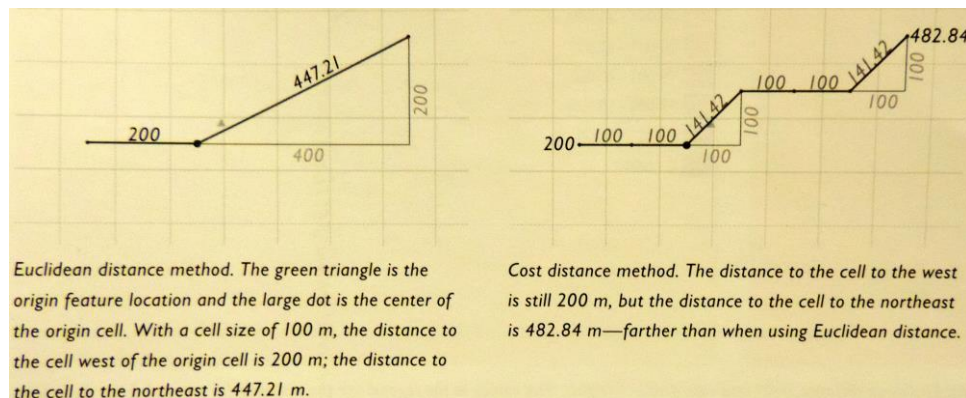 447.21
200
200
400
482.84
141.42
100
100
100
100
141.42
100
200
100
100
100
Euclidean distance method. The green triangle is the
origin feature location and the large dot is the center of
the origin cell. With a cell size of 100 m, the distance to
the cell west of the origin cell is 200 m; the distance to
the cell to the northeast is 447.21 m.
Cost distance method. The distance to the cell to the west
is still 200 m, but the distance to the cell to the northeast
is 482.84 m—farther than when using Euclidean distance.